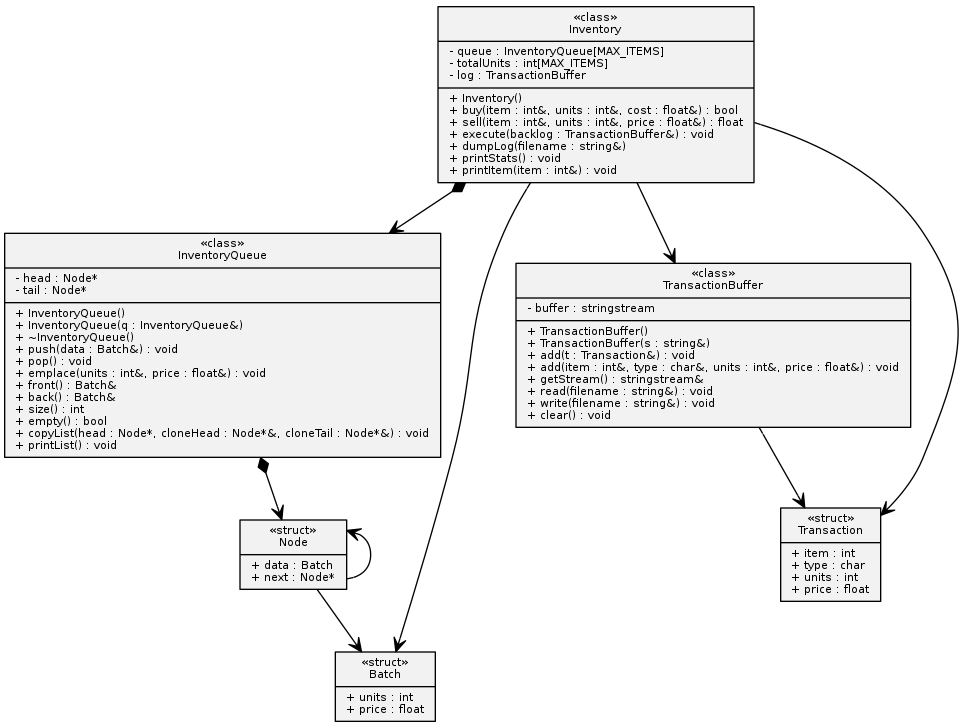 «class»
Inventory
- queue : InventoryQueue[MAX_ITEMS]
- totalUnits : int[MAX_ITEMS]
- log : TransactionBuffer
+ Inventory()
+ buy(item : int&, units : int&, cost : float&) : bool
+ sell(item : int&, units : int&, price : float&) : float
+ execute(backlog : TransactionBuffer&) : void
+ dumpLog(filename : string&)
+ printStats() : void
+ printItem(item : int&) : void
«class»
InventoryQueue
- head : Node*
- tail : Node*
+ InventoryQueue()
+ InventoryQueue(q : InventoryQueue&)
+ ~InventoryQueue()
+ push(data : Batch&) : void
+ pop() : void
+ emplace(units : int&, price : float&) : void
+ front() : Batch&
+ back() : Batch&
+ size() : int
+ empty() : bool
+ copyList(head : Node*, cloneHead : Node*&, cloneTail : Node*&) : void
+ printList() : void
«class»
TransactionBuffer
- buffer : stringstream
+ TransactionBuffer()
+ TransactionBuffer(s : string&)
+ add(t : Transaction&) : void
+ add(item : int&, type : char&, units : int&, price : float&) : void
+ getStream() : stringstream&
+ read(filename : string&) : void
+ write(filename : string&) : void
+ clear() : void
«struct»
Node
+ data : Batch
+ next : Node*
«struct»
Transaction
+ item : int
+ type : char
+ units : int
+ price : float
«struct»
Batch
+ units : int
+ price : float